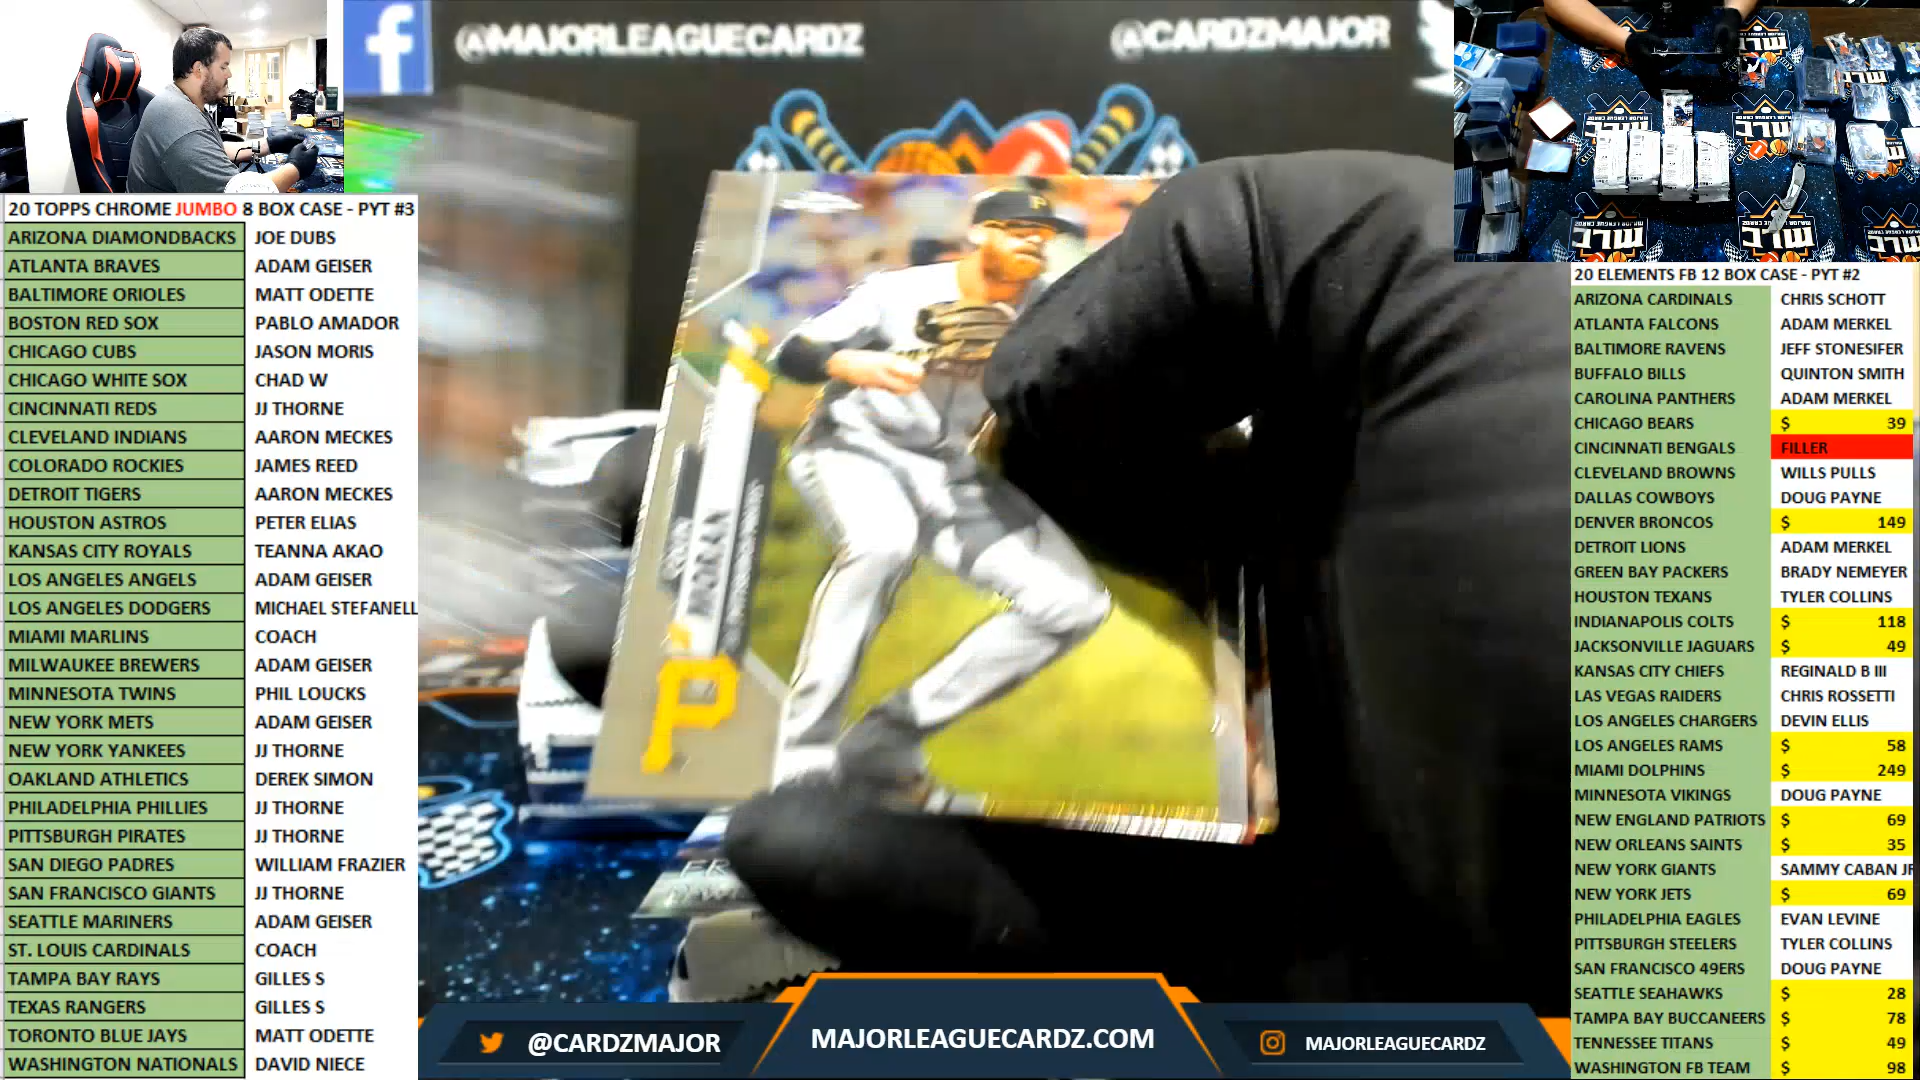 @MAJORLEAGUECARDZ
@CARDZMAJOR
20 TOPPS CHROME JUMBO 8 BOX CASE - PYT #3
ARIZONA DIAMONDBACKS JOE DUBS
ATLANTA BRAVES ADAM GEISER
BALTIMORE ORIOLES MATT ODETTE
BOSTON RED SOX PABLO AMADOR
CHICAGO CUBS JASON MORIS
CHICAGO WHITE SOX CHAD W
CINCINNATI REDS JJ THORNE
CLEVELAND INDIANS AARON MECKES
COLORADO ROCKIES JAMES REED
DETROIT TIGERS AARON MECKES
HOUSTON ASTROS PETER ELIAS
KANSAS CITY ROYALS TEANNA AKAO
LOS ANGELES ANGELS ADAM GEISER
LOS ANGELES DODGERS MICHAEL STEFANELL
MIAMI MARLINS COACH
MILWAUKEE BREWERS ADAM GEISER
MINNESOTA TWINS PHIL LOUCKS
NEW YORK METS ADAM GEISER
NEW YORK YANKEES JJ THORNE
OAKLAND ATHLETICS DEREK SIMON
PHILADELPHIA PHILLIES JJ THORNE
PITTSBURGH PIRATES JJ THORNE
SAN DIEGO PADRES WILLIAM FRAZIER
SAN FRANCISCO GIANTS JJ THORNE
SEATTLE MARINERS ADAM GEISER
ST. LOUIS CARDINALS COACH
TAMPA BAY RAYS GILLES S
TEXAS RANGERS GILLES S
TORONTO BLUE JAYS MATT ODETTE
WASHINGTON NATIONALS DAVID NIECE
P
MORAN
P
@CARDZMAJOR
MAJORLEAGUECARDZ.COM
MAJORLEAGUECARDZ
20 ELEMENTS FB 12 BOX CASE - PYT #2
ARIZONA CARDINALS CHRIS SCHOTT
ATLANTA FALCONS ADAM MERKEL
BALTIMORE RAVENS JEFF STONESIFER
BUFFALO BILLS QUINTON SMITH
CAROLINA PANTHERS ADAM MERKEL
CHICAGO BEARS $ 39
CINCINNATI BENGALS FILLER
CLEVELAND BROWNS WILLS PULLS
DALLAS COWBOYS DOUG PAYNE
DENVER BRONCOS $ 149
DETROIT LIONS ADAM MERKEL
GREEN BAY PACKERS BRADY NEMEYER
HOUSTON TEXANS TYLER COLLINS
INDIANAPOLIS COLTS $ 118
JACKSONVILLE JAGUARS $ 49
KANSAS CITY CHIEFS REGINALD B III
LAS VEGAS RAIDERS CHRIS ROSSETTI
LOS ANGELES CHARGERS DEVIN ELLIS
LOS ANGELES RAMS $ 58
MIAMI DOLPHINS $ 249
MINNESOTA VIKINGS DOUG PAYNE
NEW ENGLAND PATRIOTS $ 69
NEW ORLEANS SAINTS $ 35
NEW YORK GIANTS SAMMY CABAN JR
NEW YORK JETS $ 69
PHILADELPHIA EAGLES EVAN LEVINE
PITTSBURGH STEELERS TYLER COLLINS
SAN FRANCISCO 49ERS DOUG PAYNE
SEATTLE SEAHAWKS $ 28
TAMPA BAY BUCCANEERS $ 78
TENNESSEE TITANS $ 49
WASHINGTON FB TEAM $ 98